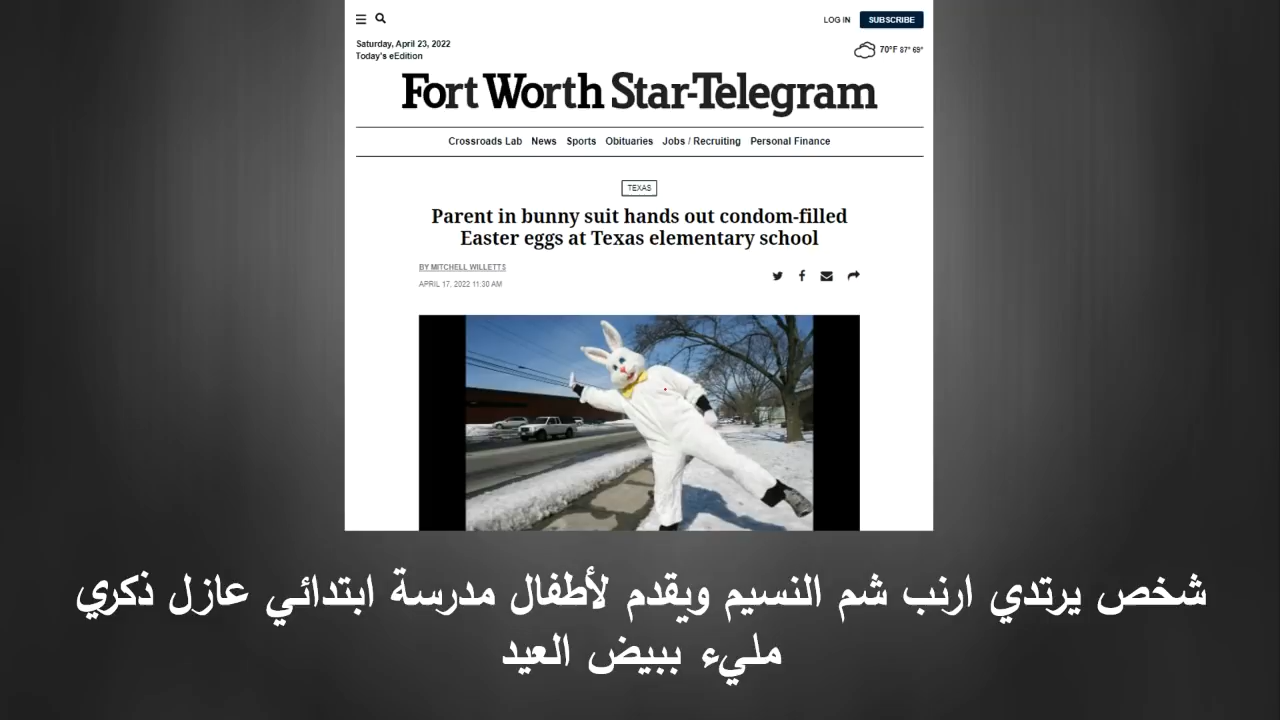 LOG IN
SUBSCRIBE
Saturday, April 23, 2022
Today's eEdition
70°F 87° 69°
Fort Worth Star-Telegram
Crossroads Lab News Sports Obituaries Jobs / Recruiting Personal Finance
TEXAS
Parent in bunny suit hands out condom-filled
Easter eggs at Texas elementary school
BY MITCHELL WILLETTS
APRIL 17, 2022 11:30 AM
شخص يرتدي ارنب شم النسيم ويقدم لأطفال مدرسة ابتدائي عازل ذكري
مليء ببيض العيد